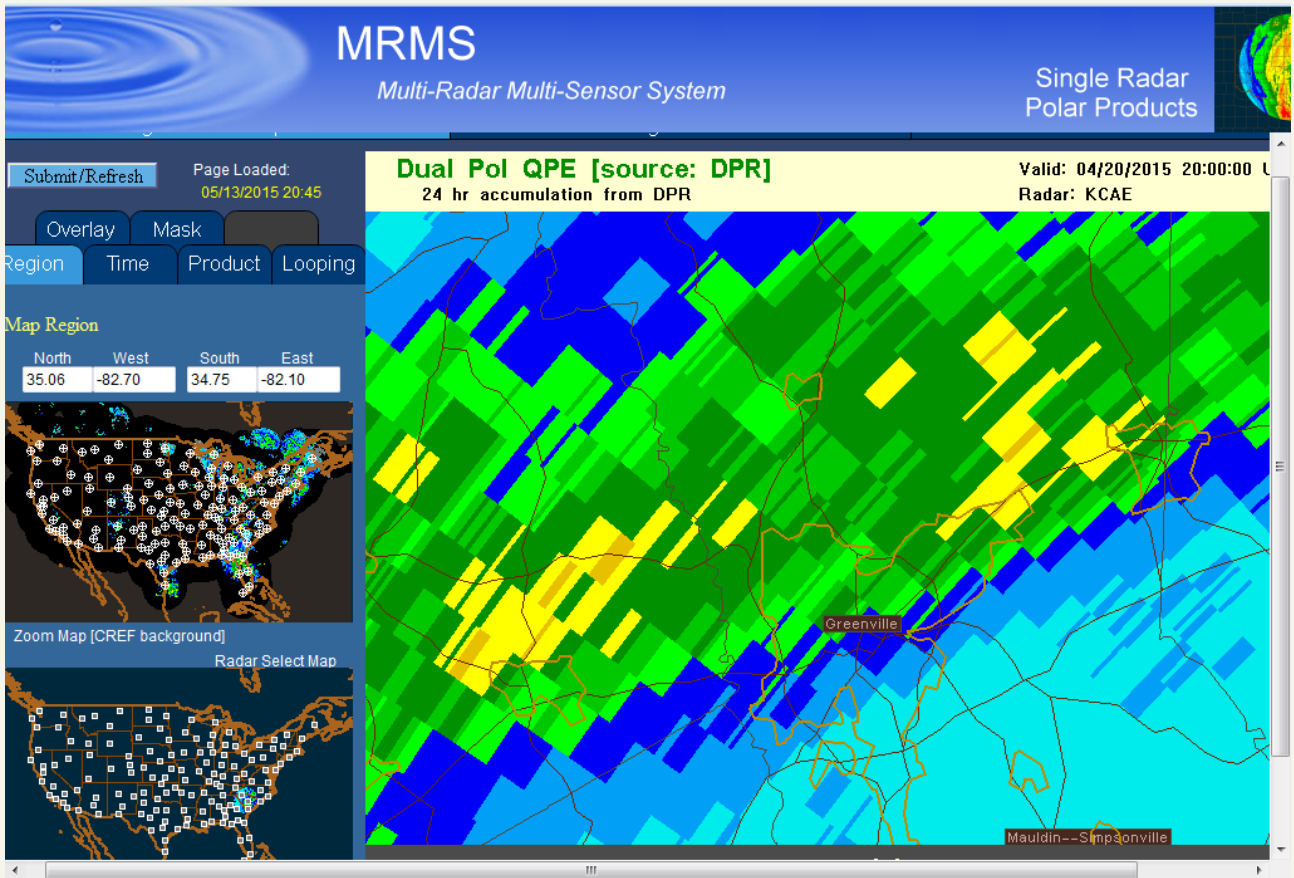 MRMS
Multi-Radar Multi-Sensor System
Single Radar
Polar Products
Submit/Refresh
Page Loaded:
05/13/2015 20:45
Overlay Mask
Region Time Product Looping
Map Region
North West South East
35.06 -82.70 34.75 -82.10
Zoom Map [CREF background]
Radar Select Map
Dual Pol QPE [source: DPR]
24 hr accumulation from DPR
Valid: 04/20/2015 20:00:00
Radar: KCAE
Greenville
Mauldin--Simpsonville